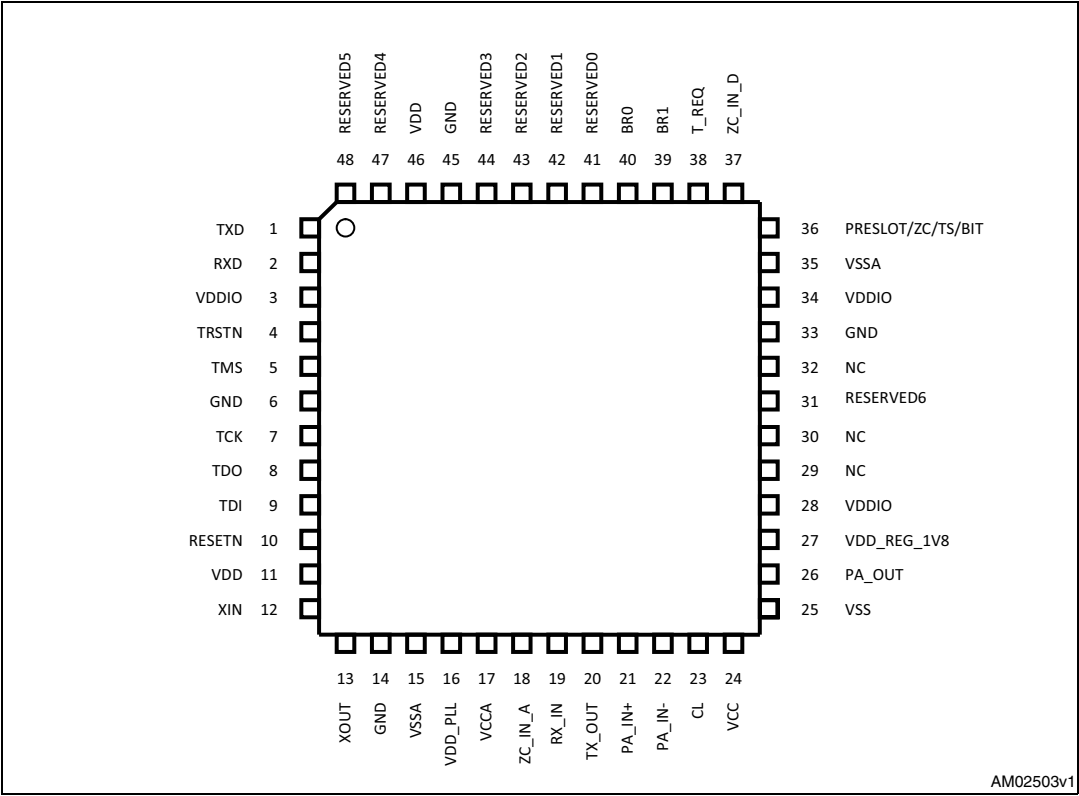 RESERVED5
RESERVED4
VDD
GND
RESERVED3
RESERVED2
RESERVED1
RESERVED0
BR0
BR1
T_REQ
ZC_IN_D
48 47 46 45 44 43 42 41 40 39 38 37
TXD 1
RXD 2
VDDIO 3
TRSTN 4
TMS 5
GND 6
TCK 7
TDO 8
TDI 9
RESETN 10
VDD 11
XIN 12
36 PRESLOT/ZC/TS/BIT
35 VSSA
34 VDDIO
33 GND
32 NC
31 RESERVED6
30 NC
29 NC
28 VDDIO
27 VDD_REG_1V8
26 PA_OUT
25 VSS
13 14 15 16 17 18 19 20 21 22 23 24
XOUT
GND
VSSA
VDD_PLL
VCCA
ZC_IN_A
RX_IN
TX_OUT
PA_IN+
PA_IN-
CL
VCC
AM02503v1